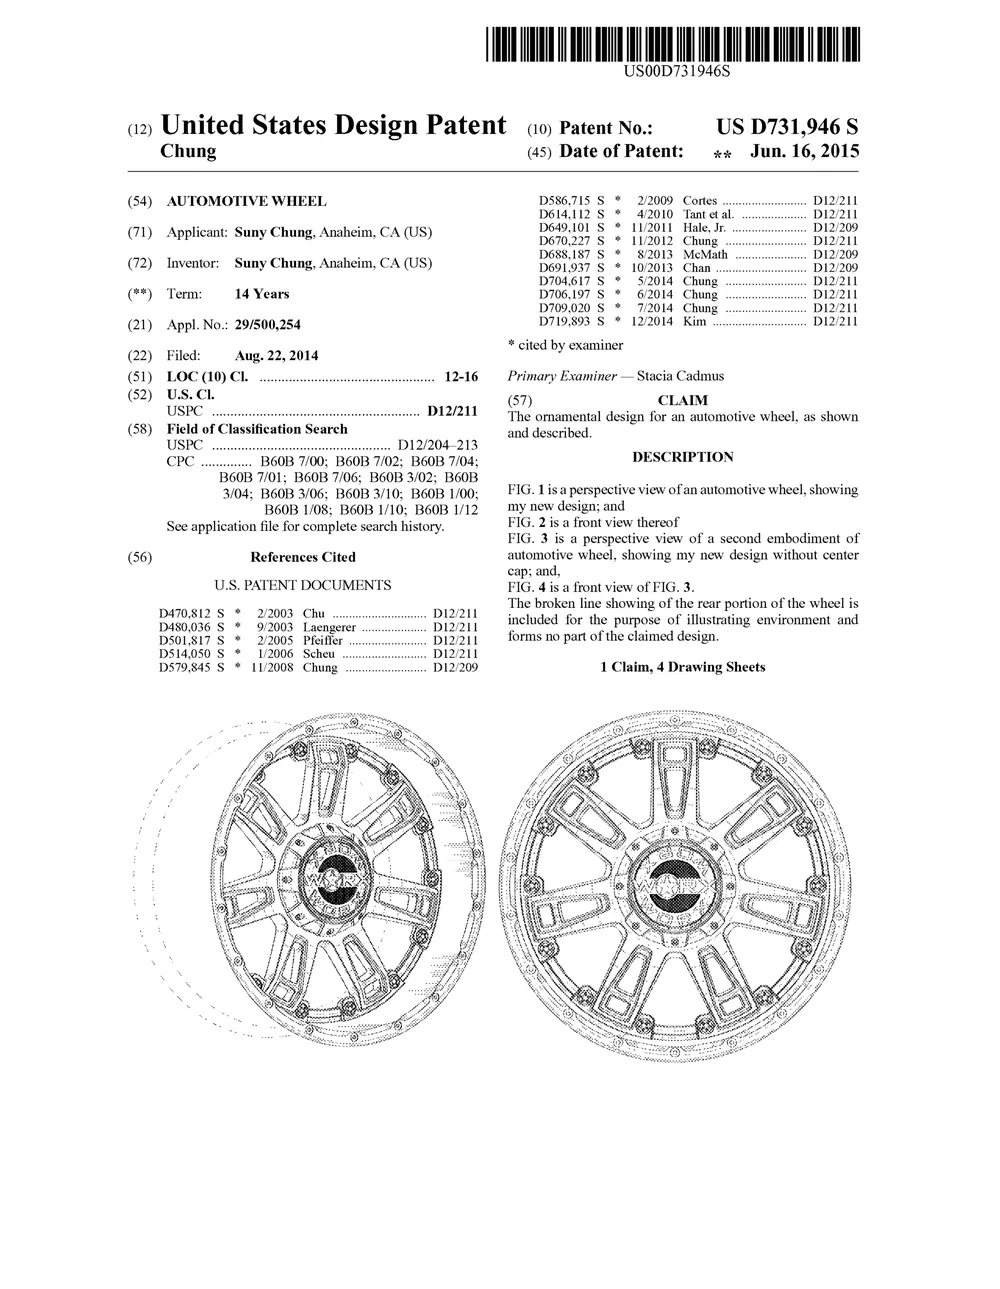 US00D731946S
(12) United States Design Patent
Chung
(10) Patent No.: US D731,946 S
(45) Date of Patent: ** Jun. 16, 2015
(54) AUTOMOTIVE WHEEL
(71) Applicant: Suny Chung, Anaheim, CA (US)
(72) Inventor: Suny Chung, Anaheim, CA (US)
(**) Term: 14 Years
(21) Appl. No.: 29/500,254
(22) Filed: Aug. 22, 2014
(51) LOC (10) Cl. ................................................ 12-16
(52) U.S. Cl.
USPC ......................................................... D12/211
(58) Field of Classification Search
USPC ................................................. D12/204–213
CPC .............. B60B 7/00; B60B 7/02; B60B 7/04;
B60B 7/01; B60B 7/06; B60B 3/02; B60B
3/04; B60B 3/06; B60B 3/10; B60B 1/00;
B60B 1/08; B60B 1/10; B60B 1/12
See application file for complete search history.
(56) References Cited
U.S. PATENT DOCUMENTS
D470,812 S * 2/2003 Chu ............................. D12/211
D480,036 S * 9/2003 Laengerer .................... D12/211
D501,817 S * 2/2005 Pfeiffer ........................ D12/211
D514,050 S * 1/2006 Scheu .......................... D12/211
D579,845 S * 11/2008 Chung ......................... D12/209
D586,715 S * 2/2009 Cortes .......................... D12/211
D614,112 S * 4/2010 Tant et al. .................... D12/211
D649,101 S * 11/2011 Hale, Jr. ....................... D12/209
D670,227 S * 11/2012 Chung ......................... D12/211
D688,187 S * 8/2013 McMath ...................... D12/209
D691,937 S * 10/2013 Chan ............................ D12/209
D704,617 S * 5/2014 Chung ......................... D12/211
D706,197 S * 6/2014 Chung ......................... D12/211
D709,020 S * 7/2014 Chung ......................... D12/211
D719,893 S * 12/2014 Kim ............................. D12/211
* cited by examiner
Primary Examiner — Stacia Cadmus
(57) CLAIM
The ornamental design for an automotive wheel, as shown
and described.
DESCRIPTION
FIG. 1 is a perspective view of an automotive wheel, showing
my new design; and
FIG. 2 is a front view thereof
FIG. 3 is a perspective view of a second embodiment of
automotive wheel, showing my new design without center
cap; and,
FIG. 4 is a front view of FIG. 3.
The broken line showing of the rear portion of the wheel is
included for the purpose of illustrating environment and
forms no part of the claimed design.
1 Claim, 4 Drawing Sheets